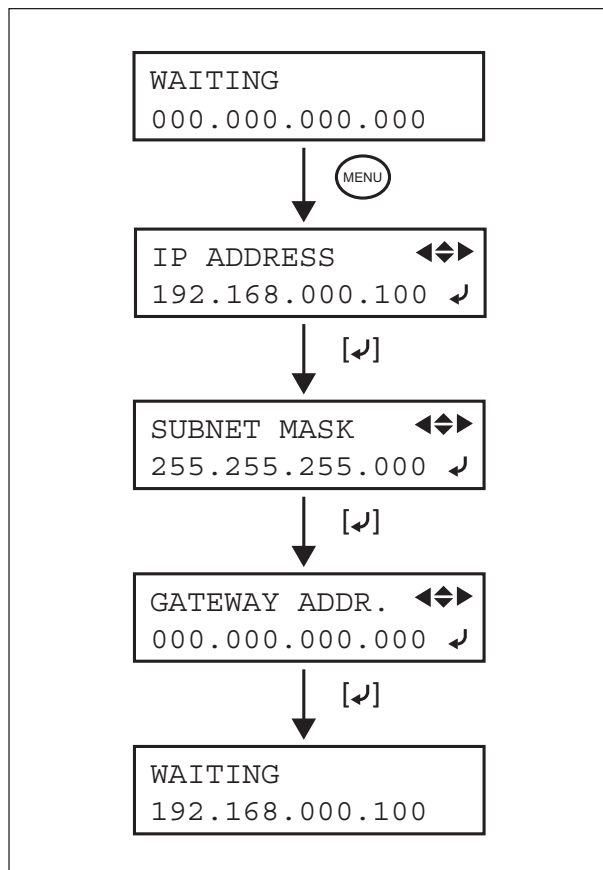 WAITING
000.000.000.000
MENU
IP ADDRESS ◀◆▶
192.168.000.100 ↵
[↵]
SUBNET MASK ◀◆▶
255.255.255.000 ↵
[↵]
GATEWAY ADDR. ◀◆▶
000.000.000.000 ↵
[↵]
WAITING
192.168.000.100